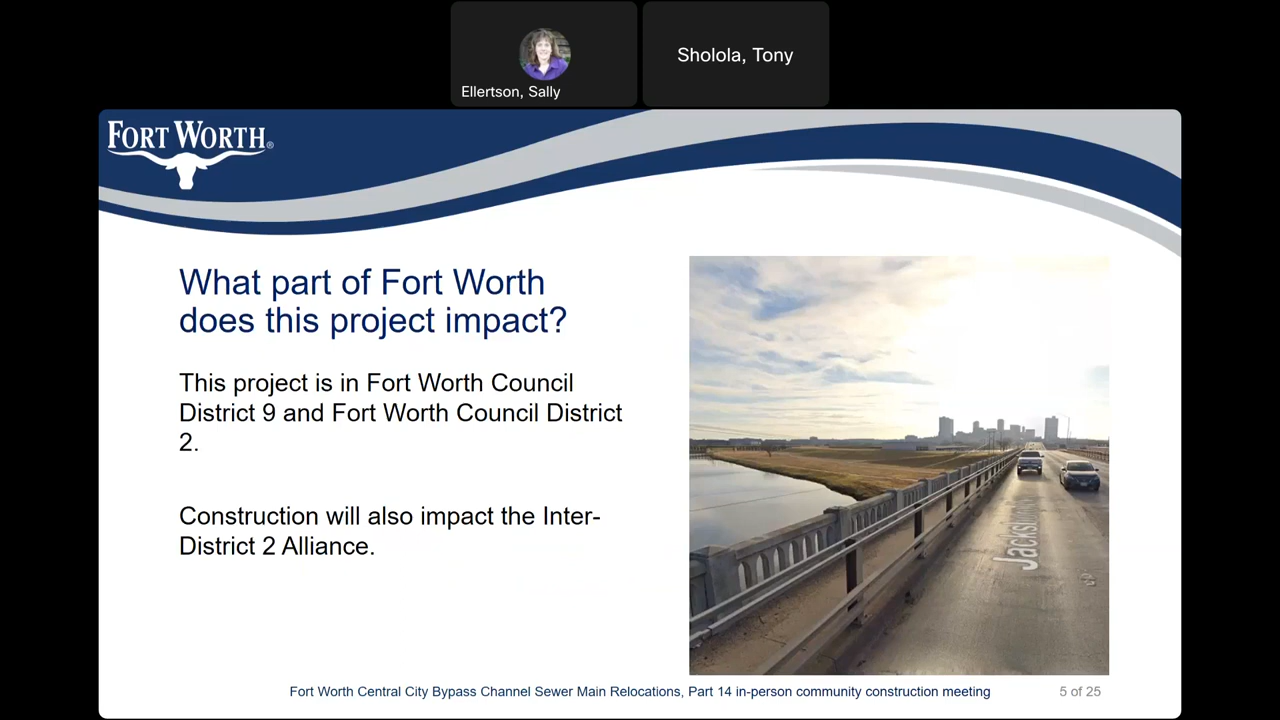 Ellertson, Sally
Sholola, Tony
FORT WORTH®
What part of Fort Worth
does this project impact?
This project is in Fort Worth Council
District 9 and Fort Worth Council District
2.
Construction will also impact the Inter-
District 2 Alliance.
Fort Worth Central City Bypass Channel Sewer Main Relocations, Part 14 in-person community construction meeting
5 of 25